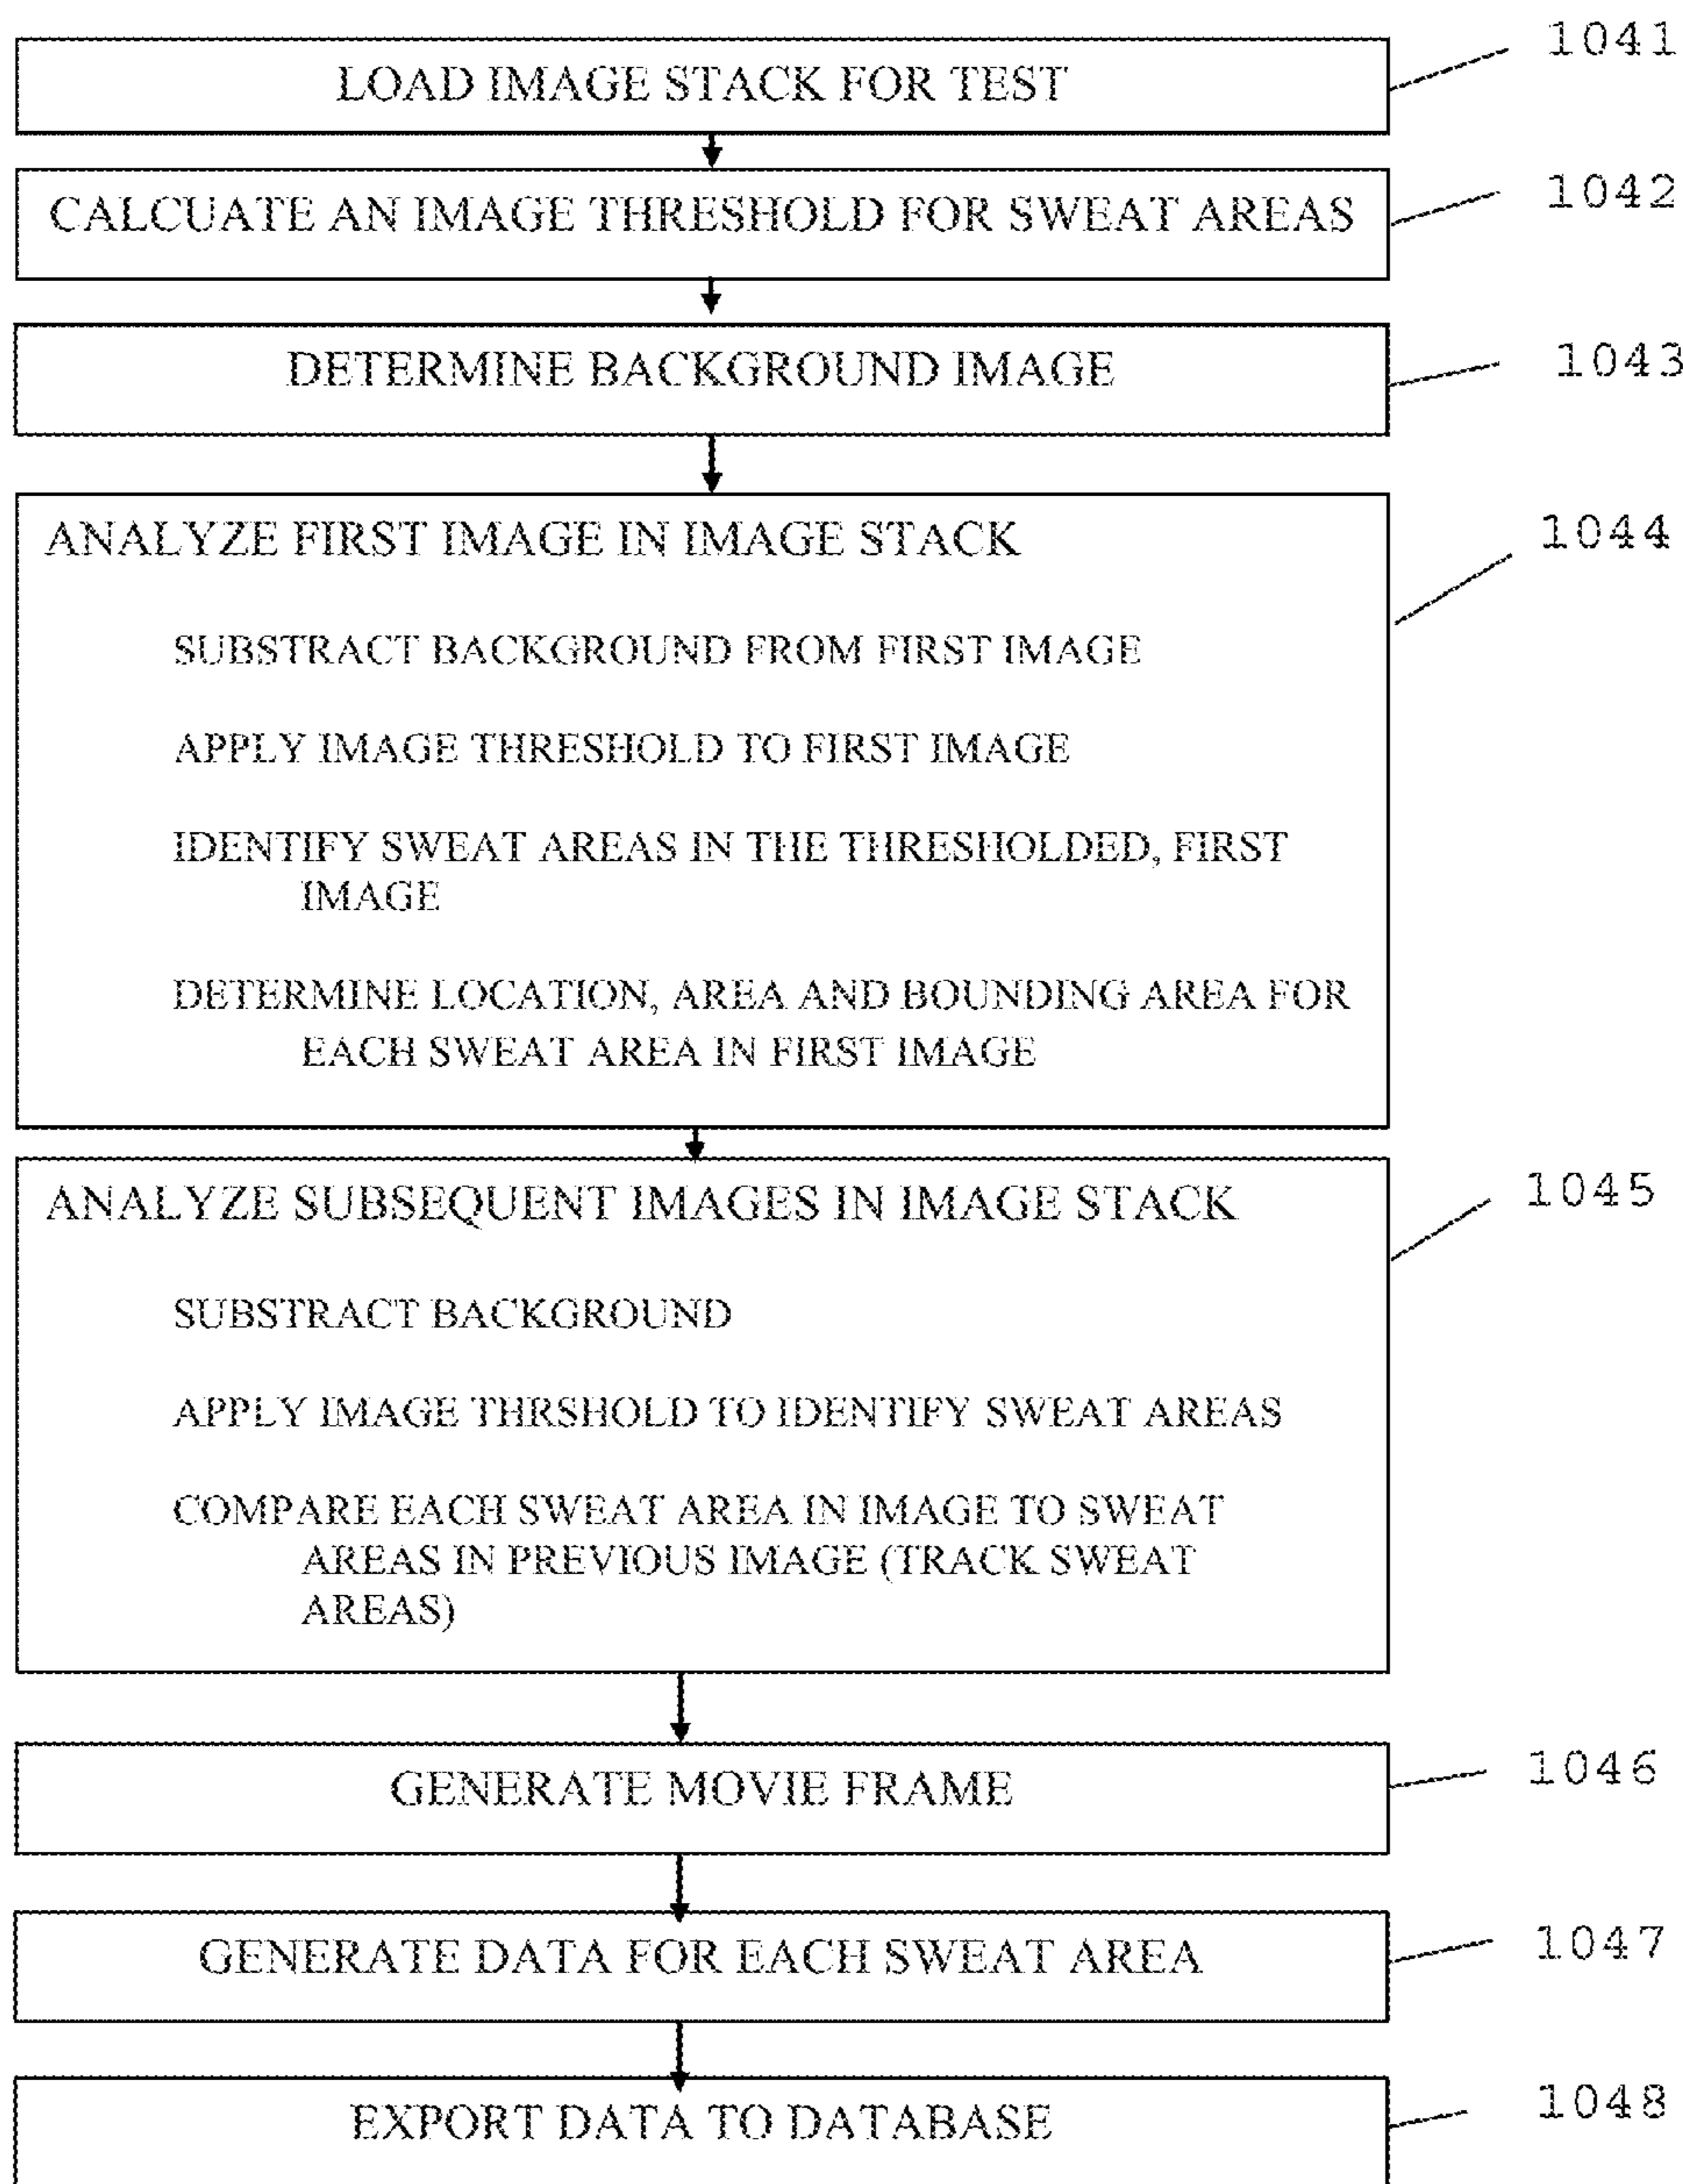 1041
LOAD IMAGE STACK FOR TEST
1042
CALCUATE AN IMAGE THRESHOLD FOR SWEAT AREAS
1043
DETERMINE BACKGROUND IMAGE
1044
ANALYZE FIRST IMAGE IN IMAGE STACK
SUBSTRACT BACKGROUND FROM FIRST IMAGE
APPLY IMAGE THRESHOLD TO FIRST IMAGE
IDENTIFY SWEAT AREAS IN THE THRESHOLDED, FIRST
IMAGE
DETERMINE LOCATION, AREA AND BOUNDING AREA FOR
EACH SWEAT AREA IN FIRST IMAGE
1045
ANALYZE SUBSEQUENT IMAGES IN IMAGE STACK
SUBSTRACT BACKGROUND
APPLY IMAGE THRSHOLD TO IDENTIFY SWEAT AREAS
COMPARE EACH SWEAT AREA IN IMAGE TO SWEAT
AREAS IN PREVIOUS IMAGE (TRACK SWEAT
AREAS)
1046
GENERATE MOVIE FRAME
1047
GENERATE DATA FOR EACH SWEAT AREA
1048
EXPORT DATA TO DATABASE